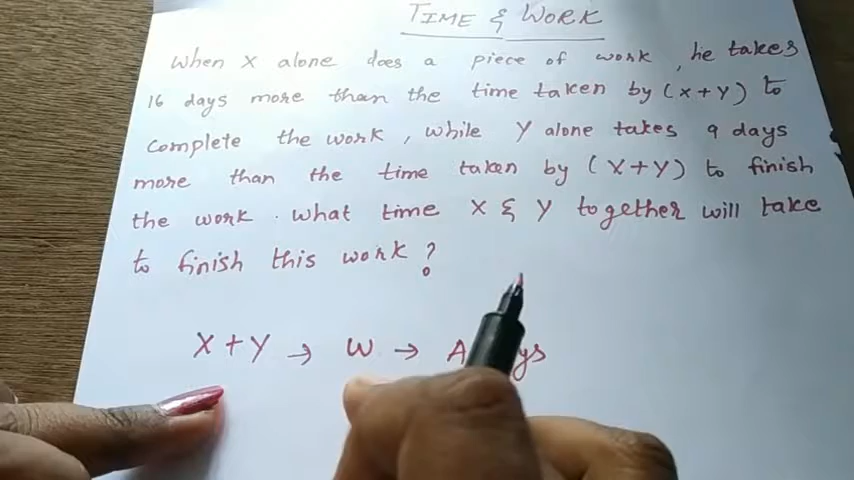 TIME & WORK
When X alone does a piece of work, he takes
16 days more than the time taken by (X+Y) to
complete the work, while Y alone takes 9 days
more than the time taken by (X+Y) to finish
the work. what time X & Y together will take
to finish this work?
X+Y → W → A